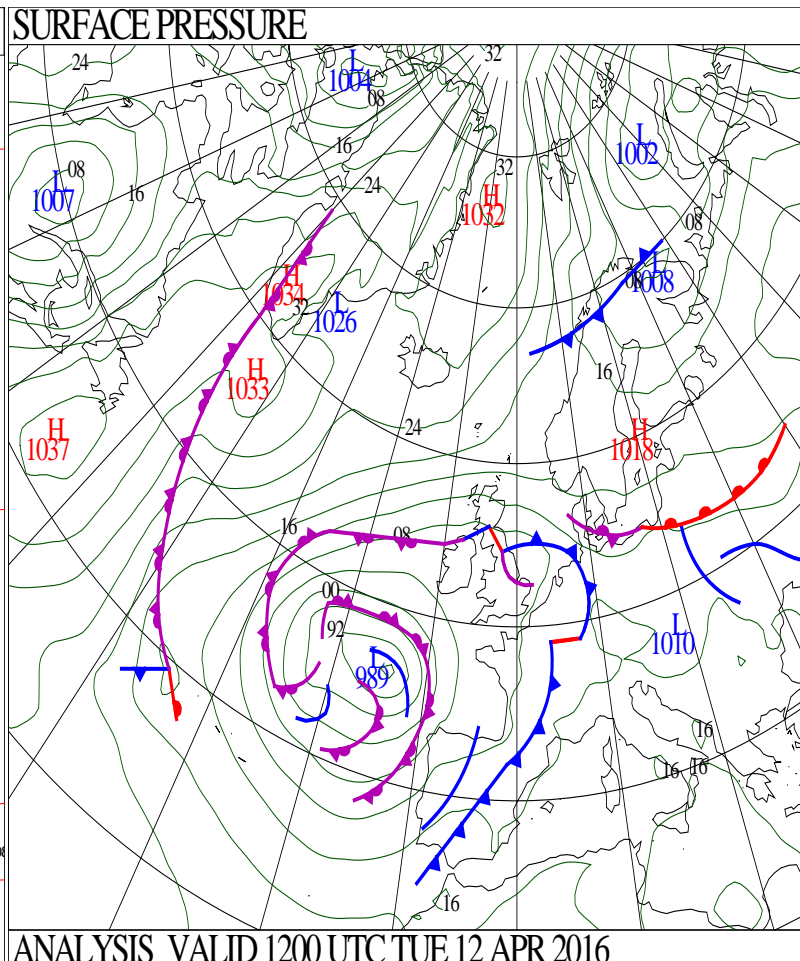 SURFACE PRESSURE
24
32
L
1004
08
L
1002
16
08
L
1007
16
24
32
H
1032
08
H
1034
32
L
1026
L
1008
08
16
H
1033
H
1037
24
H
1018
16
08
00
92
L
989
L
1010
16
16
16
16
ANALYSIS VALID 1200 UTC TUE 12 APR 2016